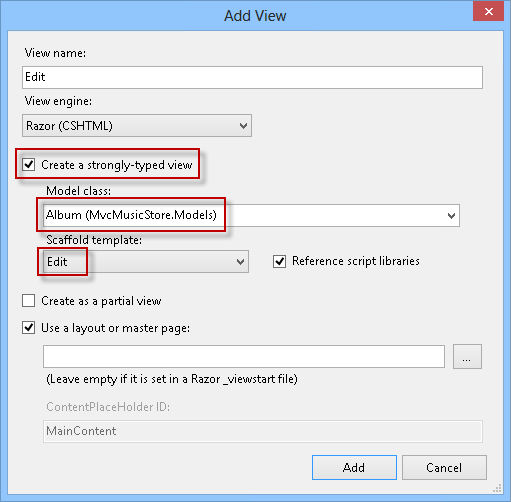 Add View
View name:
Edit
View engine:
Razor (CSHTML)
Create a strongly-typed view
Model class:
Album (MvcMusicStore.Models)
Scaffold template:
Edit
Reference script libraries
Create as a partial view
Use a layout or master page:
...
(Leave empty if it is set in a Razor _viewstart file)
ContentPlaceHolder ID:
MainContent
Add
Cancel